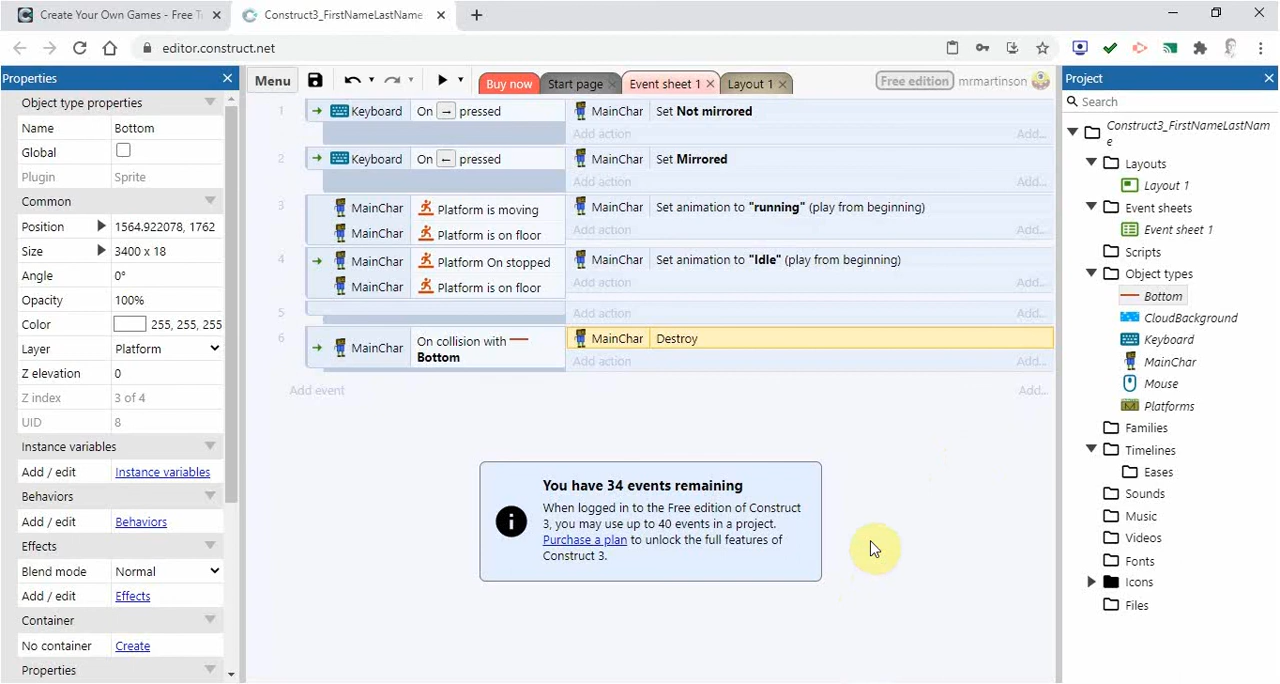 Create Your Own Games - Free T
Construct3_FirstNameLastName
editor.construct.net
Properties
Object type properties
Name Bottom
Global
Plugin Sprite
Common
Position 1564.922078, 1762
Size 3400 x 18
Angle 0°
Opacity 100%
Color 255, 255, 255
Layer Platform
Z elevation 0
Z index 3 of 4
UID 8
Instance variables
Add / edit Instance variables
Behaviors
Add / edit Behaviors
Effects
Blend mode Normal
Add / edit Effects
Container
No container Create
Properties
Menu
Buy now
Start page
Event sheet 1
Layout 1
Free edition
mrmartinson
1 Keyboard On → pressed MainChar Set Not mirrored
Add action Add...
2 Keyboard On ← pressed MainChar Set Mirrored
Add action Add...
3 MainChar Platform is moving MainChar Set animation to "running" (play from beginning)
MainChar Platform is on floor Add action Add...
4 MainChar Platform On stopped MainChar Set animation to "Idle" (play from beginning)
MainChar Platform is on floor Add action Add...
5 Add action Add...
6 MainChar On collision with Bottom MainChar Destroy
Add action Add...
Add event Add...
You have 34 events remaining
When logged in to the Free edition of Construct
3, you may use up to 40 events in a project.
Purchase a plan to unlock the full features of
Construct 3.
Project
Search
Construct3_FirstNameLastNam
e
Layouts
Layout 1
Event sheets
Event sheet 1
Scripts
Object types
Bottom
CloudBackground
Keyboard
MainChar
Mouse
Platforms
Families
Timelines
Eases
Sounds
Music
Videos
Fonts
Icons
Files